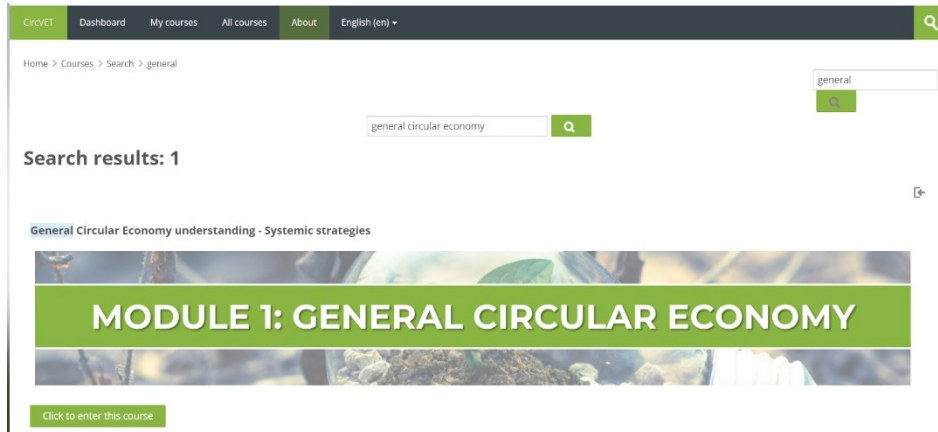 CircVET Dashboard My courses All courses About English (en)
Home > Courses > Search > general
general
general circular economy
Search results: 1
General Circular Economy understanding - Systemic strategies
MODULE 1: GENERAL CIRCULAR ECONOMY
Click to enter this course